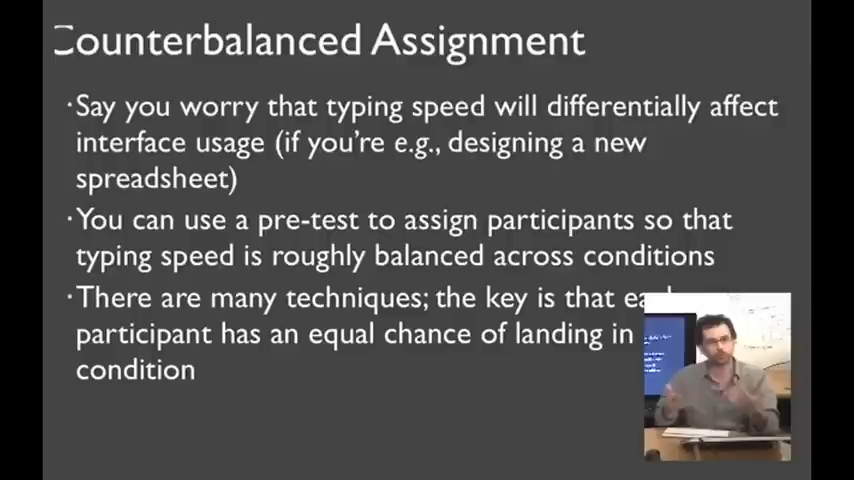 Counterbalanced Assignment
·Say you worry that typing speed will differentially affect
interface usage (if you're e.g., designing a new
spreadsheet)
·You can use a pre-test to assign participants so that
typing speed is roughly balanced across conditions
·There are many techniques; the key is that each
participant has an equal chance of landing in
condition